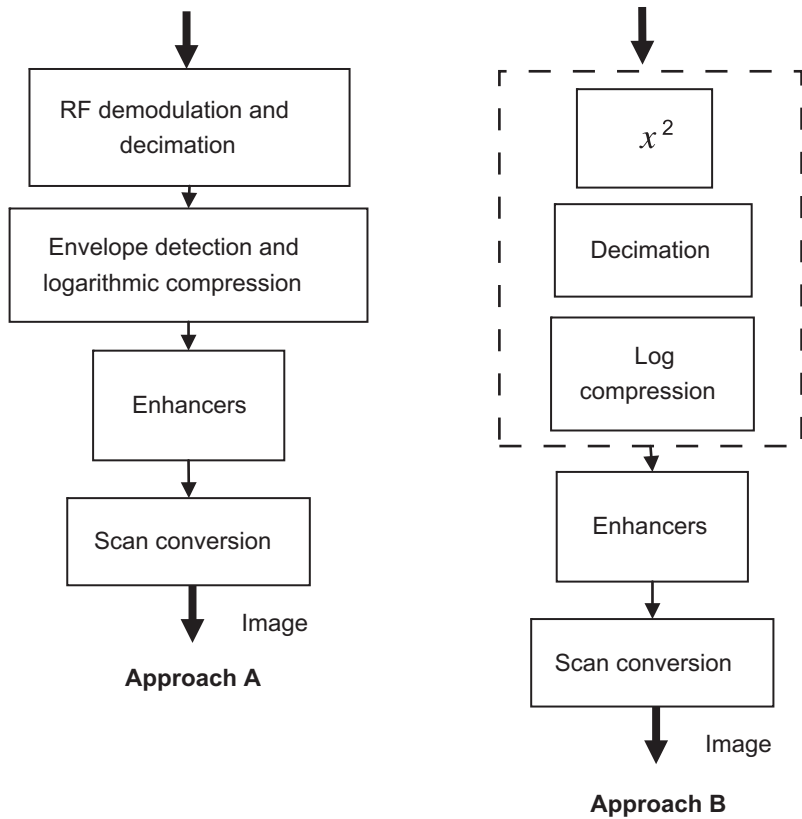 RF demodulation and
decimation
Envelope detection and
logarithmic compression
Enhancers
Scan conversion
Image
Approach A
x²
Decimation
Log
compression
Enhancers
Scan conversion
Image
Approach B